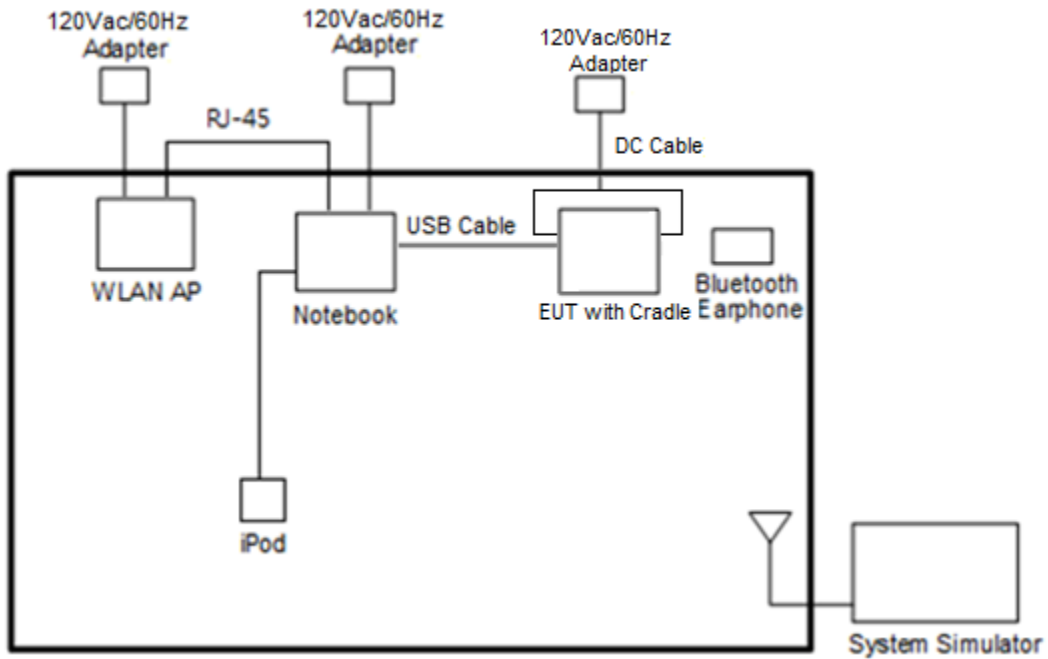 120Vac/60Hz
Adapter
120Vac/60Hz
Adapter
120Vac/60Hz
Adapter
RJ-45
DC Cable
USB Cable
WLAN AP
Notebook
EUT with Cradle
Bluetooth
Earphone
iPod
System Simulator